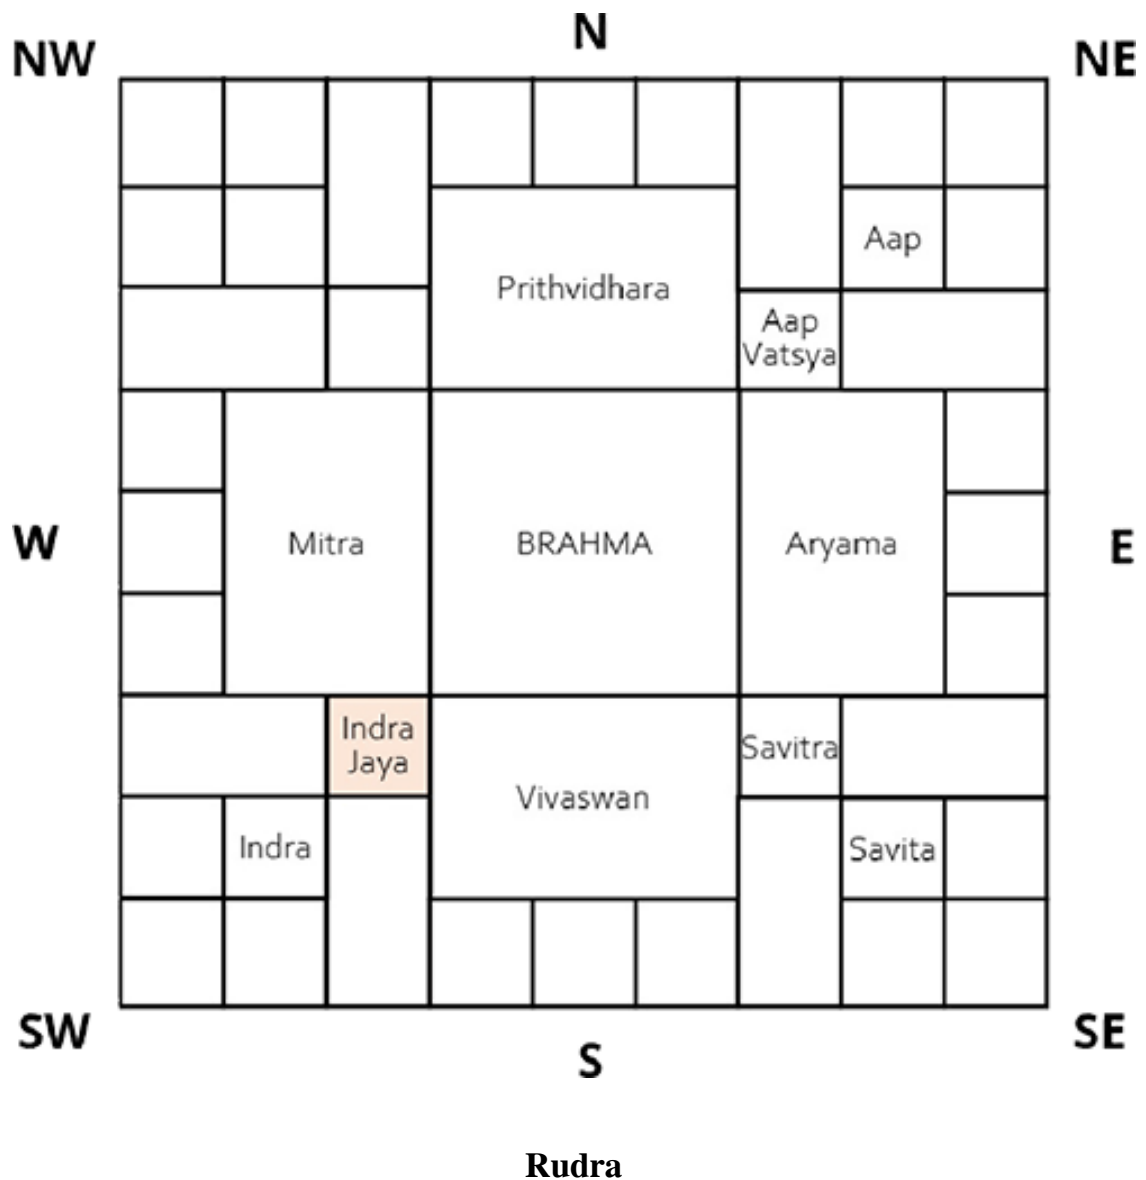 N
NW
NE
Aap
Prithvidhara
Aap
Vatsya
W
Mitra
BRAHMA
Aryama
E
Indra
Jaya
Savitra
Vivaswan
Indra
Savita
SW
SE
S
Rudra